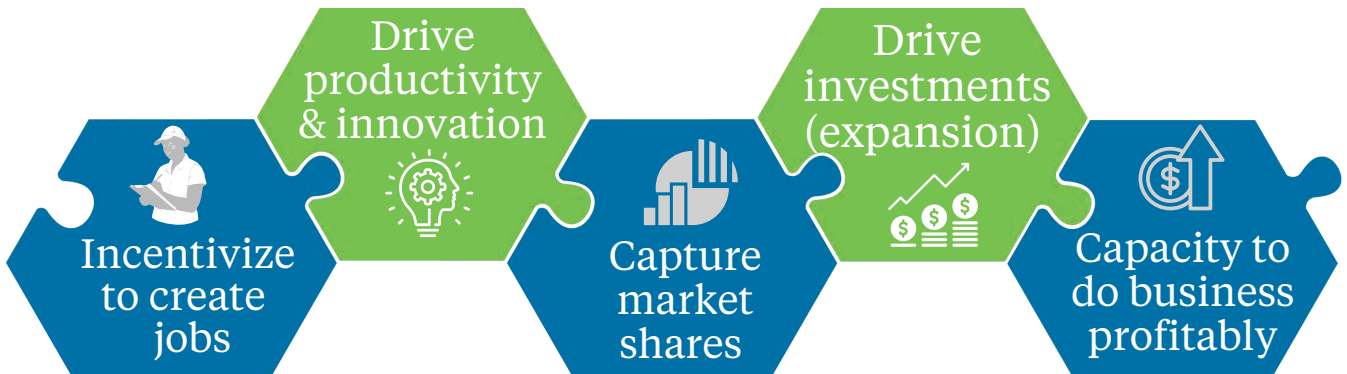 Incentivize
to create
jobs
Drive
productivity
& innovation
Capture
market
shares
Drive
investments
(expansion)
$
$
$
$
Capacity to
do business
profitably